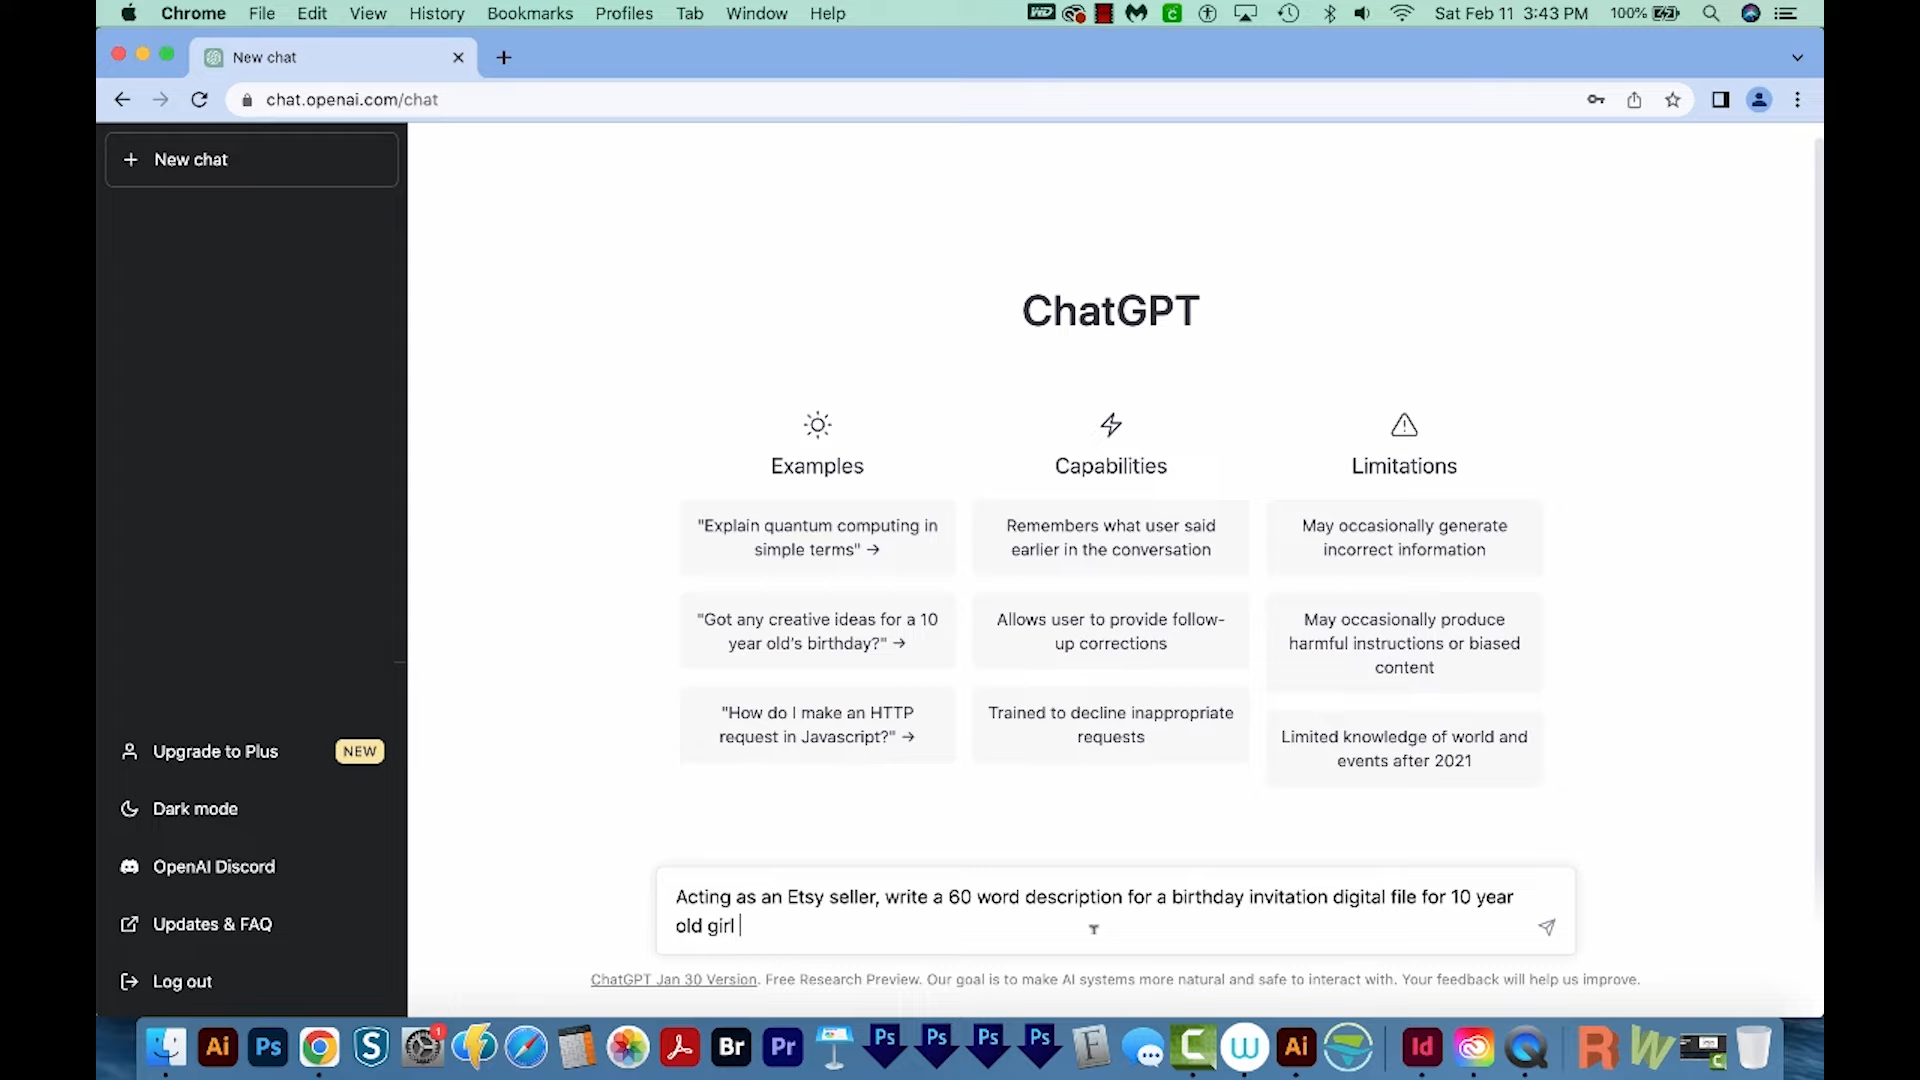 Chrome File Edit View History Bookmarks Profiles Tab Window Help Sat Feb 11 3:43 PM 100%
New chat
chat.openai.com/chat
+ New chat
ChatGPT
Examples
Capabilities
Limitations
"Explain quantum computing in
simple terms" →
Remembers what user said
earlier in the conversation
May occasionally generate
incorrect information
"Got any creative ideas for a 10
year old's birthday?" →
Allows user to provide follow-
up corrections
May occasionally produce
harmful instructions or biased
content
"How do I make an HTTP
request in Javascript?" →
Trained to decline inappropriate
requests
Limited knowledge of world and
events after 2021
Upgrade to Plus NEW
Dark mode
OpenAI Discord
Updates & FAQ
Log out
Acting as an Etsy seller, write a 60 word description for a birthday invitation digital file for 10 year
old girl
ChatGPT Jan 30 Version. Free Research Preview. Our goal is to make AI systems more natural and safe to interact with. Your feedback will help us improve.
Ai Ps S 1 Br Pr Ps Ps Ps Ps F C W Ai Id R W